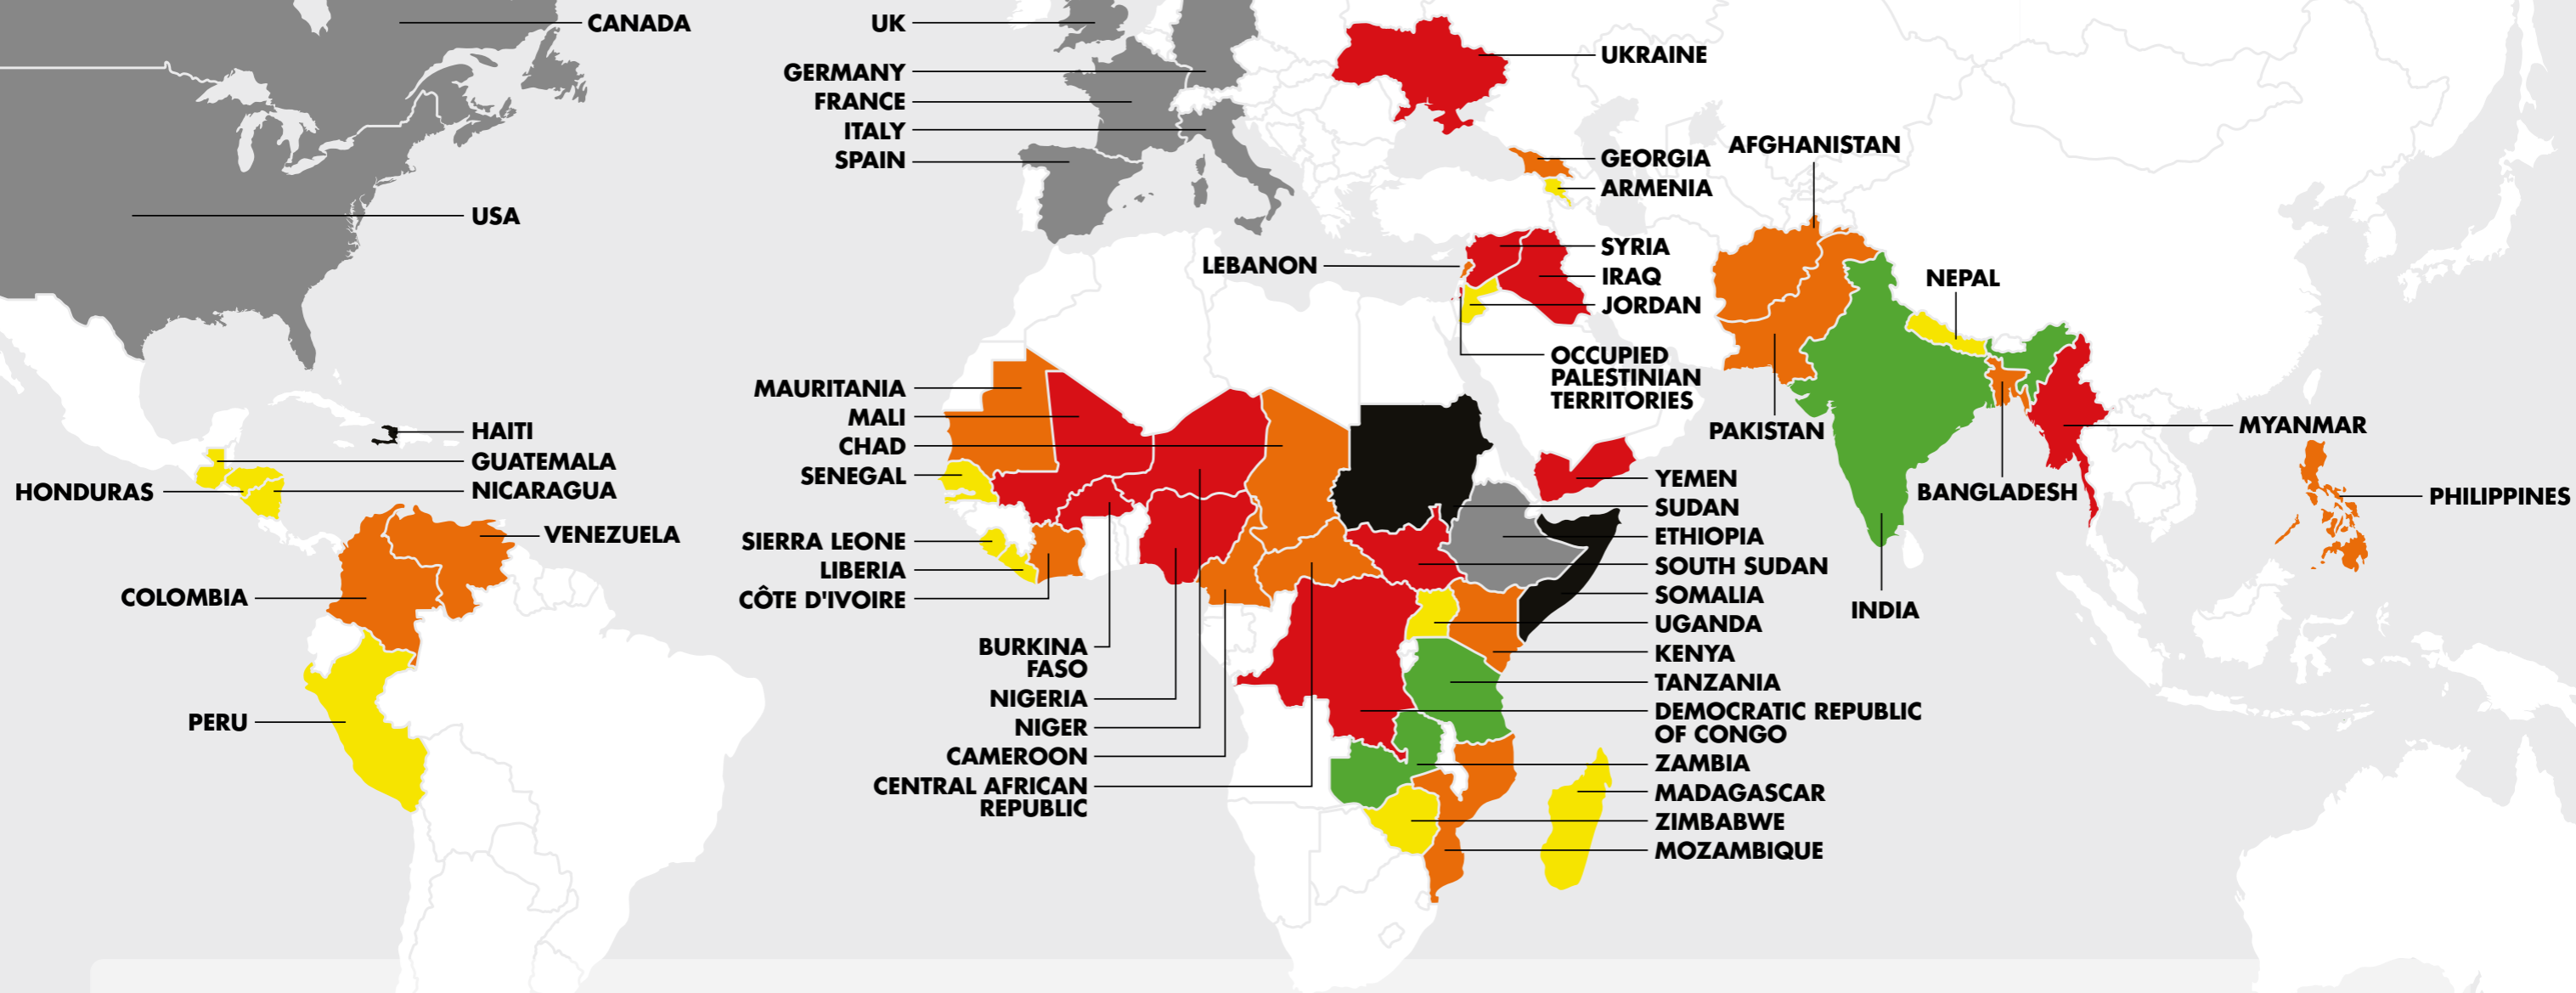 CANADA
USA
HAITI
GUATEMALA
HONDURAS
NICARAGUA
VENEZUELA
COLOMBIA
PERU
UK
GERMANY
FRANCE
ITALY
SPAIN
LEBANON
MAURITANIA
MALI
CHAD
SENEGAL
SIERRA LEONE
LIBERIA
CÔTE D'IVOIRE
BURKINA
FASO
NIGERIA
NIGER
CAMEROON
CENTRAL AFRICAN
REPUBLIC
UKRAINE
GEORGIA
ARMENIA
SYRIA
IRAQ
JORDAN
OCCUPIED
PALESTINIAN
TERRITORIES
YEMEN
SUDAN
ETHIOPIA
SOUTH SUDAN
SOMALIA
UGANDA
KENYA
TANZANIA
DEMOCRATIC REPUBLIC
OF CONGO
ZAMBIA
MADAGASCAR
ZIMBABWE
MOZAMBIQUE
AFGHANISTAN
NEPAL
PAKISTAN
MYANMAR
BANGLADESH
PHILIPPINES
INDIA